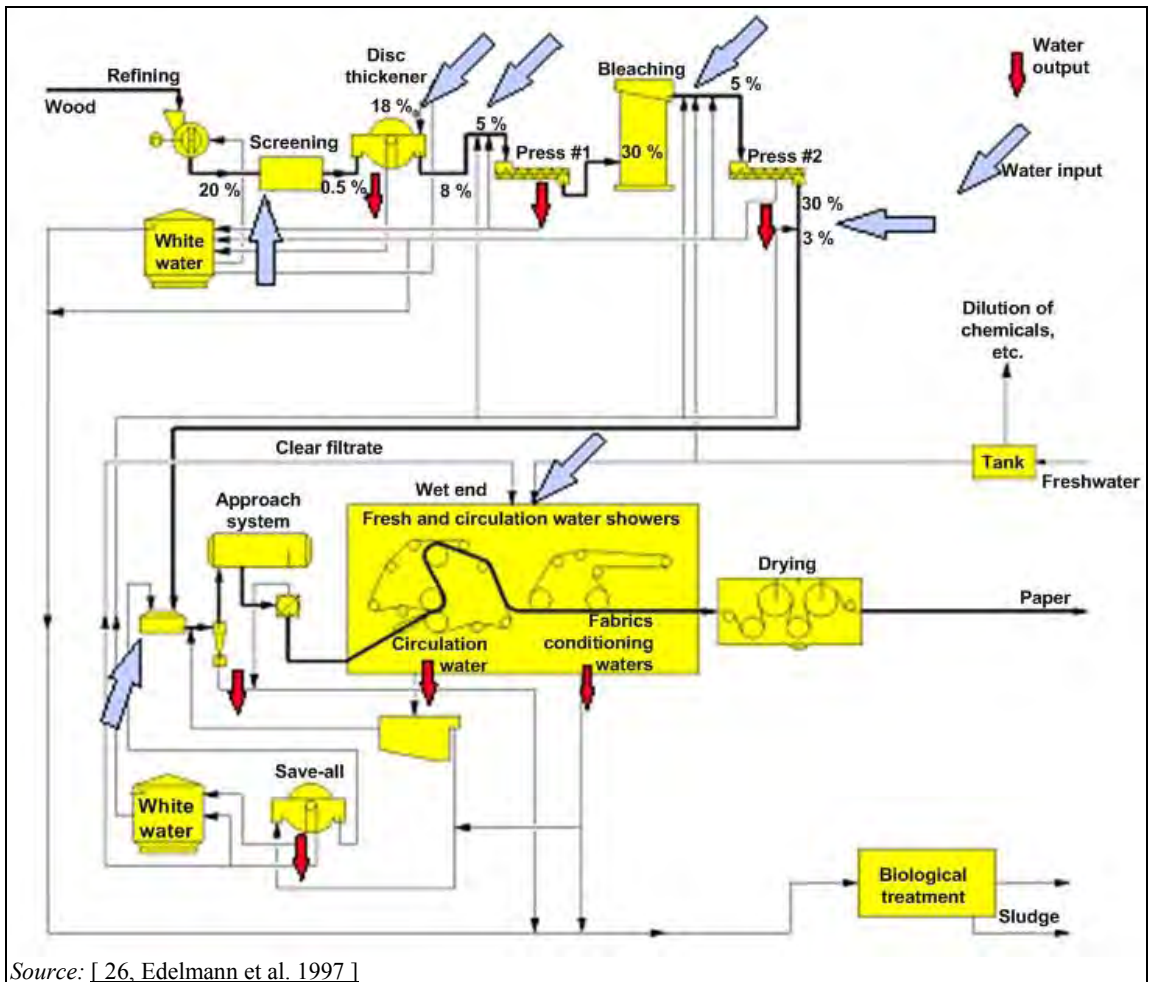 Disc
thickener
18 %
Refining
Wood
Screening
20 %
0.5 %
8 %
5 %
Press #1
Bleaching
30 %
5 %
Press #2
30 %
3 %
Water
output
Water input
White
water
Dilution of
chemicals,
etc.
Tank
Freshwater
Clear filtrate
Wet end
Approach
system
Fresh and circulation water showers
Circulation
water
Fabrics
conditioning
waters
Drying
Paper
Save-all
White
water
Biological
treatment
Sludge
Source: [ 26, Edelmann et al. 1997 ]